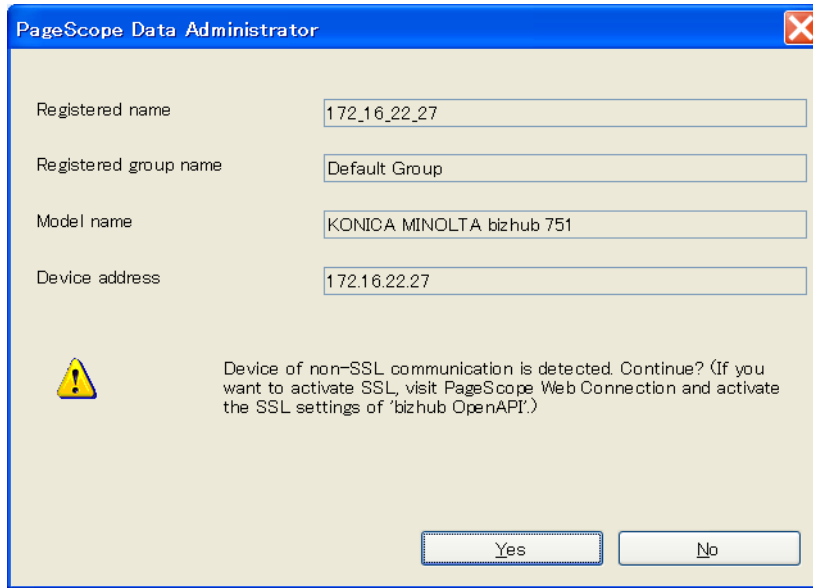 PageScope Data Administrator
Registered name 172_16_22_27
Registered group name Default Group
Model name KONICA MINOLTA bizhub 751
Device address 172.16.22.27
Device of non-SSL communication is detected. Continue? (If you
want to activate SSL, visit PageScope Web Connection and activate
the SSL settings of 'bizhub OpenAPI'.)
Yes No